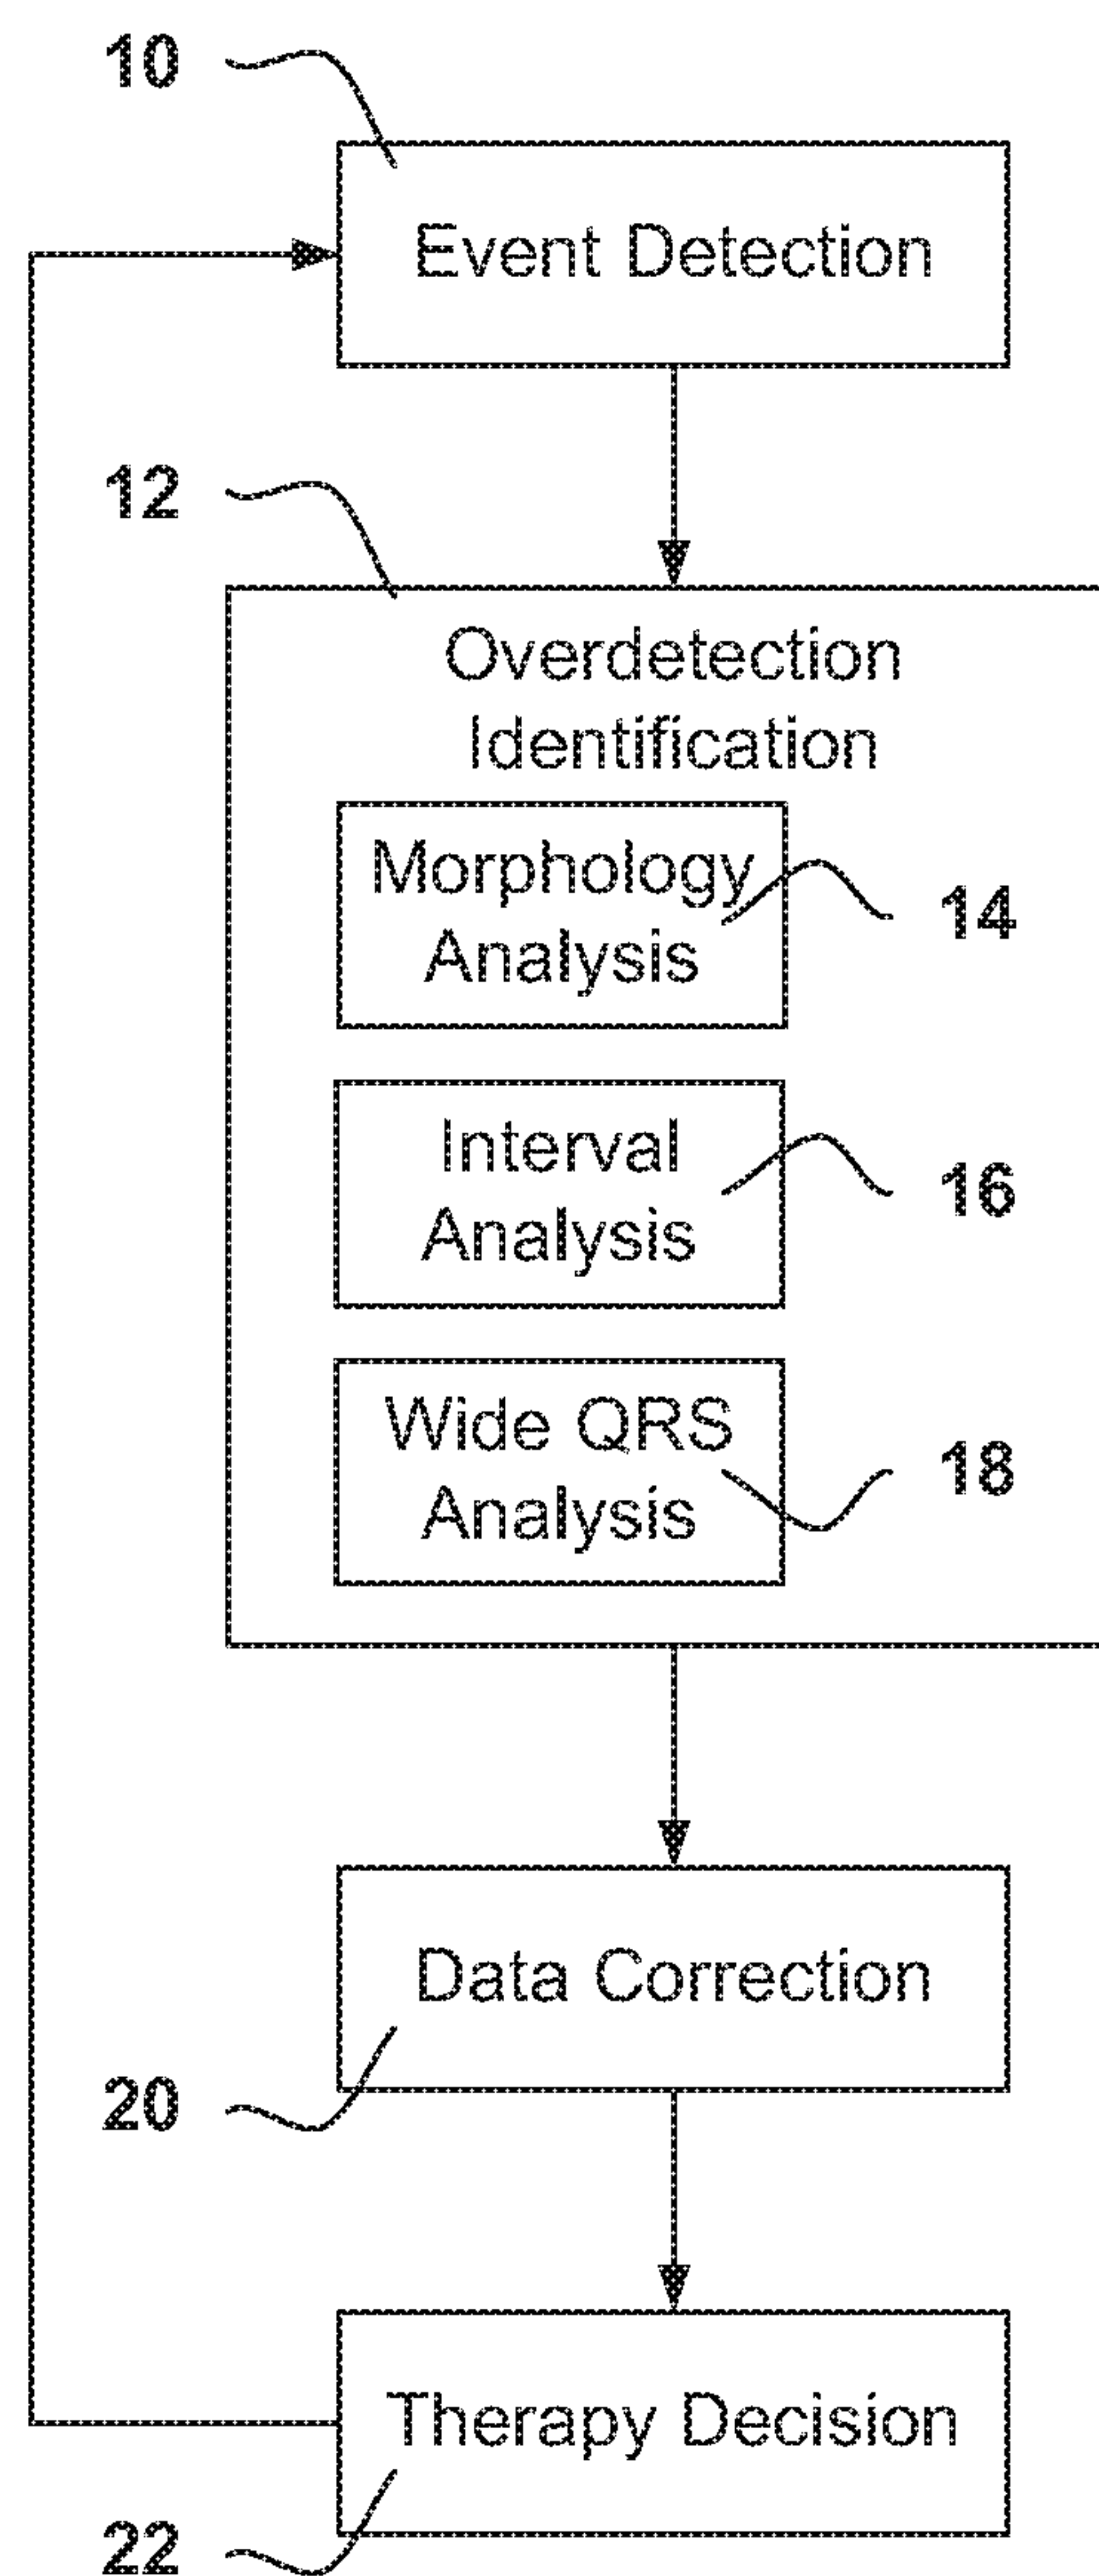 10
Event Detection
12
Overdetection
Identification
Morphology
Analysis
14
Interval
Analysis
16
Wide QRS
Analysis
18
Data Correction
20
Therapy Decision
22